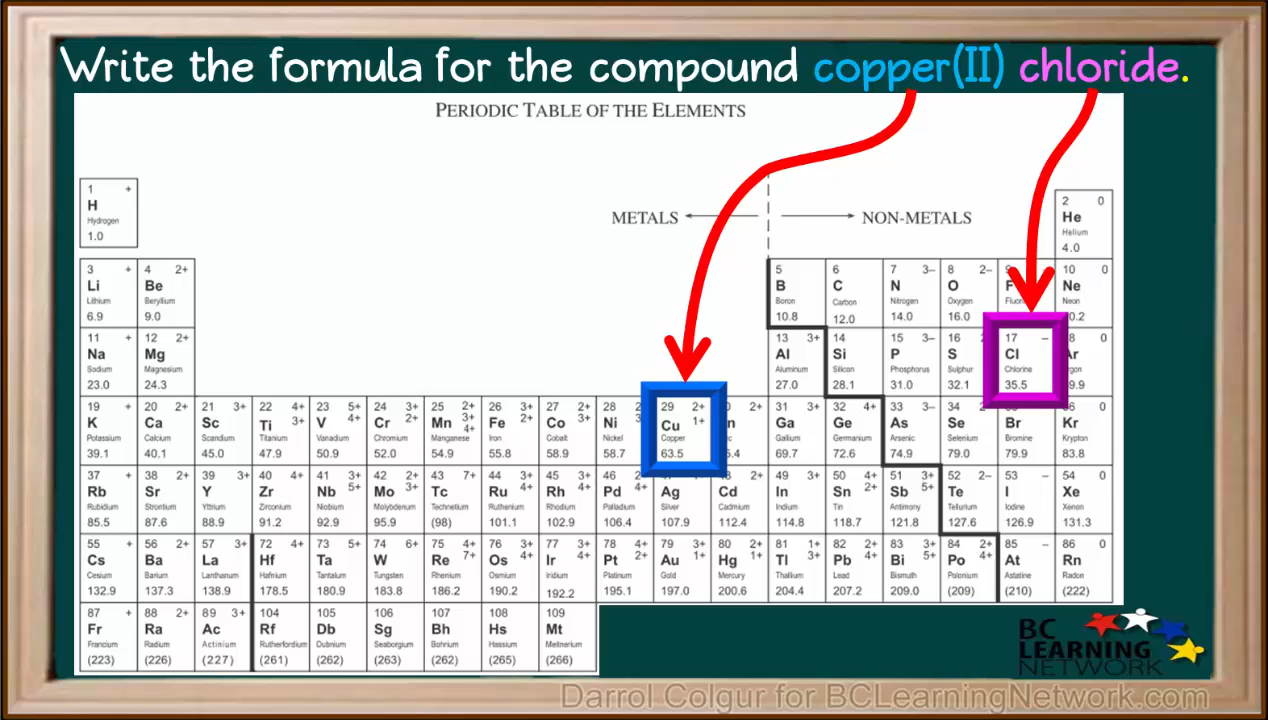 Write the formula for the compound copper(II) chloride.
PERIODIC TABLE OF THE ELEMENTS
METALS NON-METALS
1 + 2 0
H He
Hydrogen Helium
1.0 4.0
3 + 4 2+ 5 6 7 3– 8 2– 9 10 0
Li Be B C N O F Ne
Lithium Beryllium Boron Carbon Nitrogen Oxygen Neon
6.9 9.0 10.8 12.0 14.0 16.0
11 + 12 2+ 13 3+ 14 15 3– 16 17 –
Na Mg Al Si P S Cl Ar
Sodium Magnesium Aluminum Silicon Phosphorus Sulphur Chlorine
23.0 24.3 27.0 28.1 31.0 32.1 35.5
19 + 20 2+ 21 3+ 22 4+ 23 5+ 24 3+ 25 2+ 26 3+ 27 2+ 28 29 2+ 2+ 31 3+ 32 4+ 33 3– 34 0
3+ 4+ 2+ 3+ 2+ 3+ 1+
4+
K Ca Sc Ti V Cr Mn Fe Co Ni Cu Ga Ge As Se Br Kr
Potassium Calcium Scandium Titanium Vanadium Chromium Manganese Iron Cobalt Nickel Copper Gallium Germanium Arsenic Selenium Bromine Krypton
39.1 40.1 45.0 47.9 50.9 52.0 54.9 55.8 58.9 58.7 63.5 69.7 72.6 74.9 79.0 79.9 83.8
37 + 38 2+ 39 3+ 40 4+ 41 3+ 42 2+ 43 7+ 44 3+ 45 3+ 46 2+ 49 3+ 50 4+ 51 3+ 52 2– 53 – 54 0
5+ 3+ 4+ 4+ 4+ 2+ 5+
Rb Sr Y Zr Nb Mo Tc Ru Rh Pd Ag Cd In Sn Sb Te I Xe
Rubidium Strontium Yttrium Zirconium Niobium Molybdenum Technetium Ruthenium Rhodium Palladium Silver Cadmium Indium Tin Antimony Tellurium Iodine Xenon
85.5 87.6 88.9 91.2 92.9 95.9 (98) 101.1 102.9 106.4 107.9 112.4 114.8 118.7 121.8 127.6 126.9 131.3
55 + 56 2+ 57 3+ 72 4+ 73 5+ 74 6+ 75 4+ 76 3+ 77 3+ 78 4+ 79 3+ 80 2+ 81 1+ 82 2+ 83 3+ 84 2+ 85 – 86 0
7+ 4+ 4+ 2+ 1+ 1+ 3+ 4+ 5+ 4+
Cs Ba La Hf Ta W Re Os Ir Pt Au Hg Tl Pb Bi Po At Rn
Cesium Barium Lanthanum Hafnium Tantalum Tungsten Rhenium Osmium Iridium Platinum Gold Mercury Thallium Lead Bismuth Polonium Astatine Radon
132.9 137.3 138.9 178.5 180.9 183.8 186.2 190.2 192.2 195.1 197.0 200.6 204.4 207.2 209.0 (209) (210) (222)
87 + 88 2+ 89 3+ 104 105 106 107 108 109
Fr Ra Ac Rf Db Sg Bh Hs Mt
Francium Radium Actinium Rutherfordium Dubnium Seaborgium Bohrium Hassium Meitnerium
(223) (226) (227) (261) (262) (263) (262) (265) (266)
BC
LEARNING
NETWORK
Darrol Colgur for BCLearningNetwork.com